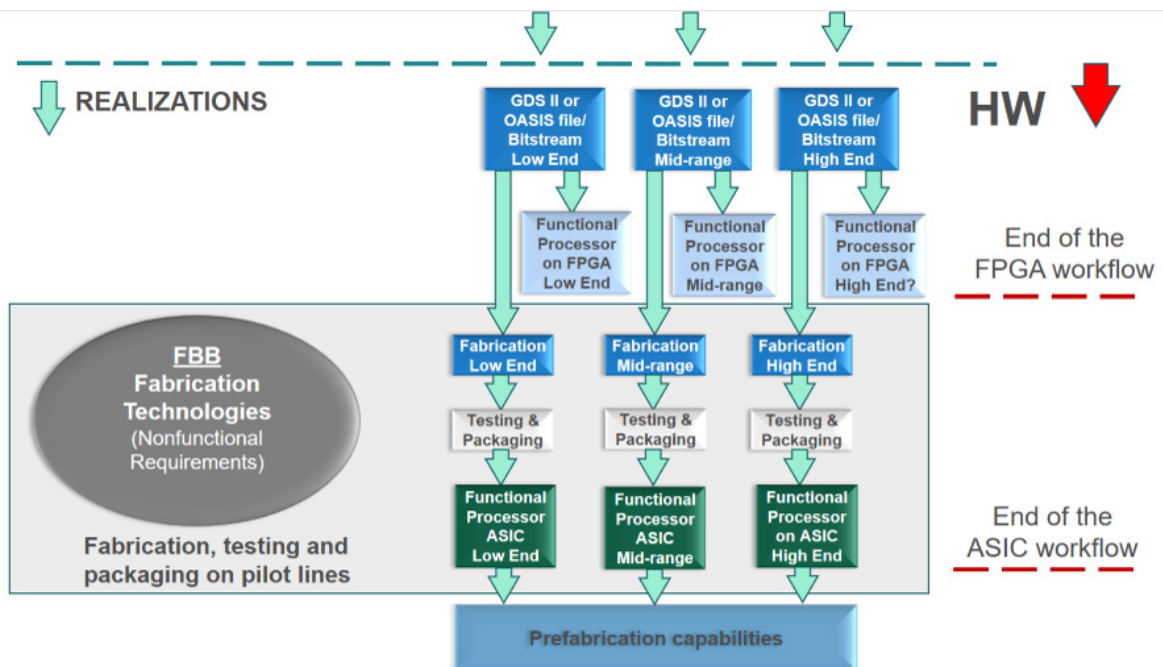 REALIZATIONS
HW
GDS II or
OASIS file/
Bitstream
Low End
GDS II or
OASIS file/
Bitstream
Mid-range
GDS II or
OASIS file/
Bitstream
High End
Functional
Processor
on FPGA
Low End
Functional
Processor
on FPGA
Mid-range
Functional
Processor
on FPGA
High End?
End of the
FPGA workflow
FBB
Fabrication
Technologies
(Nonfunctional
Requirements)
Fabrication, testing and
packaging on pilot lines
Fabrication
Low End
Fabrication
Mid-range
Fabrication
High End
Testing &
Packaging
Testing &
Packaging
Testing &
Packaging
Functional
Processor
ASIC
Low End
Functional
Processor
ASIC
Mid-range
Functional
Processor
on ASIC
High End
End of the
ASIC workflow
Prefabrication capabilities